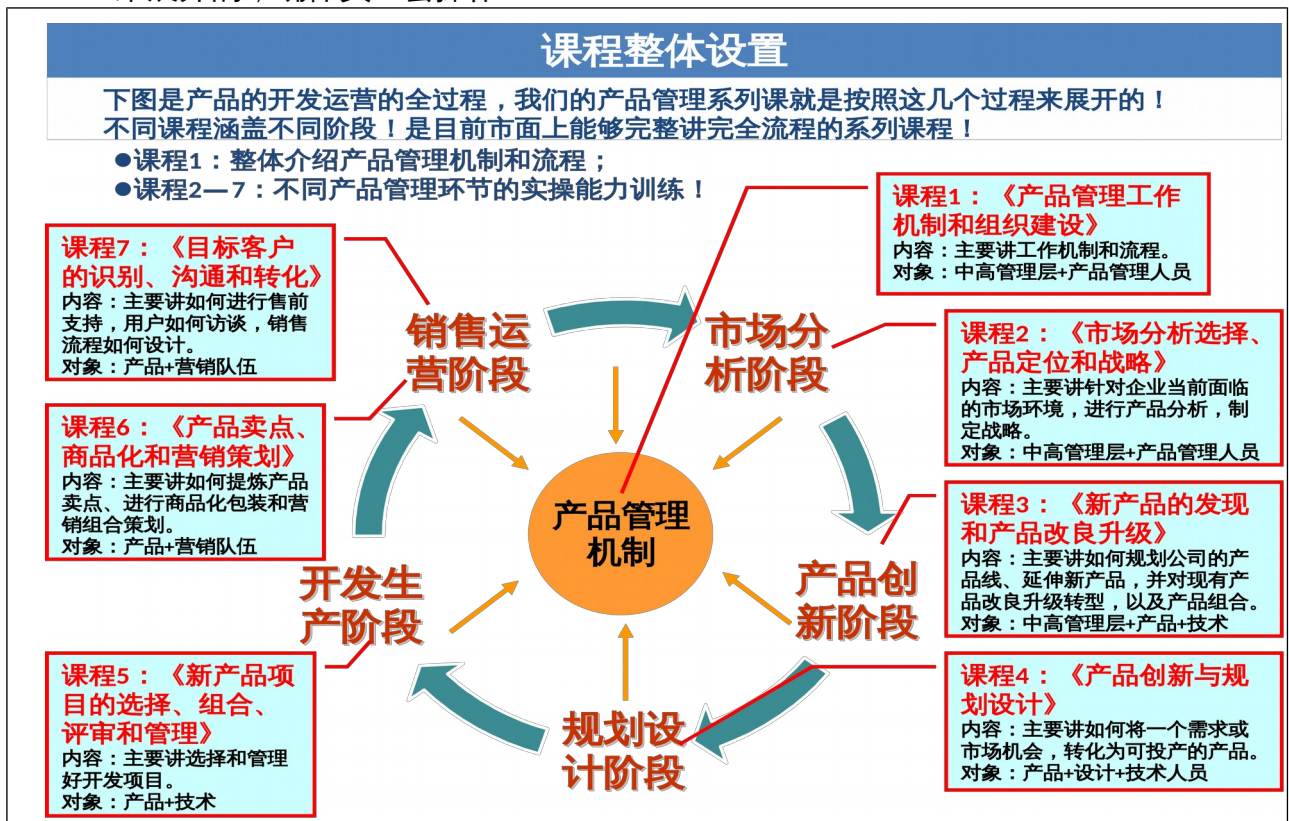 课程整体设置
下图是产品的开发运营的全过程，我们的产品管理系列课就是按照这几个过程来展开的！
不同课程涵盖不同阶段！是目前市面上能够完整讲完全流程的系列课程！
●课程1：整体介绍产品管理机制和流程；
●课程2—7：不同产品管理环节的实操能力训练！
课程1：《产品管理工作
机制和组织建设》
内容：主要讲工作机制和流程。
对象：中高管理层+产品管理人员
课程7：《目标客户
的识别、沟通和转化》
内容：主要讲如何进行售前
支持，用户如何访谈，销售
流程如何设计。
对象：产品+营销队伍
销售运
营阶段
市场分
析阶段
课程2：《市场分析选择、
产品定位和战略》
内容：主要讲针对企业当前面临
的市场环境，进行产品分析，制
定战略。
对象：中高管理层+产品管理人员
课程6：《产品卖点、
商品化和营销策划》
内容：主要讲如何提炼产品
卖点、进行商品化包装和营
销组合策划。
对象：产品+营销队伍
产品管理
机制
课程3：《新产品的发现
和产品改良升级》
内容：主要讲如何规划公司的产
品线、延伸新产品，并对现有产
品改良升级转型，以及产品组合。
对象：中高管理层+产品+技术
开发生
产阶段
产品创
新阶段
课程5：《新产品项
目的选择、组合、
评审和管理》
内容：主要讲选择和管理
好开发项目。
对象：产品+技术
规划设
计阶段
课程4：《产品创新与规
划设计》
内容：主要讲如何将一个需求或
市场机会，转化为可投产的产品。
对象：产品+设计+技术人员